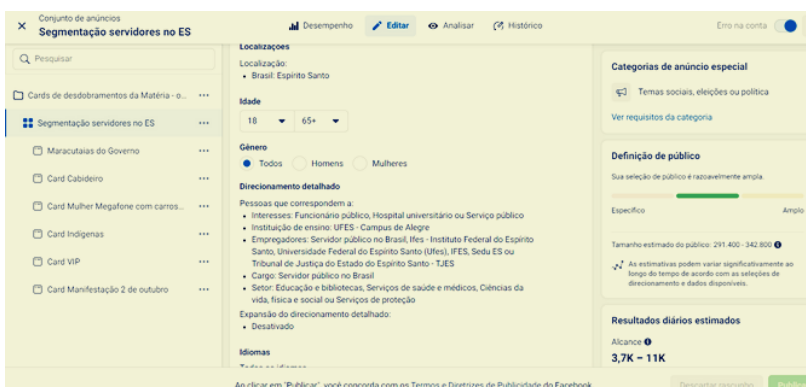 Conjunto de anúncios
Segmentação servidores no ES
Desempenho
Editar
Analisar
Histórico
Erro na conta
Pesquisar
Cards de desdobramentos da Matéria - o...
Segmentação servidores no ES
Maracutaias do Governo
Card Cabideiro
Card Mulher Megafone com carros...
Card Indígenas
Card VIP
Card Manifestação 2 de outubro
Localizações
Localização:
Brasil: Espírito Santo
Idade
18
65+
Gênero
Todos
Homens
Mulheres
Direcionamento detalhado
Pessoas que correspondem a:
Interesses: Funcionário público, Hospital universitário ou Serviço público
Instituição de ensino: UFES - Campus de Alegre
Empregadores: Servidor público no Brasil, Ifes - Instituto Federal do Espírito
Santo, Universidade Federal do Espírito Santo (Ufes), IFES, Sedu ES ou
Tribunal de Justiça do Estado do Espírito Santo - TJES
Cargo: Servidor público no Brasil
Setor: Educação e bibliotecas, Serviços de saúde e médicos, Ciências da
vida, física e social ou Serviços de proteção
Expansão do direcionamento detalhado:
Desativado
Idiomas
Todos os idiomas
Categorias de anúncio especial
Temas sociais, eleições ou política
Ver requisitos da categoria
Definição de público
Sua seleção de público é razoavelmente ampla.
Específico
Amplo
Tamanho estimado do público: 291.400 - 342.800
As estimativas podem variar significativamente ao
longo do tempo de acordo com as seleções de
direcionamento e dados disponíveis.
Resultados diários estimados
Alcance
3,7K – 11K
Ao clicar em "Publicar", você concorda com os Termos e Diretrizes de Publicidade do Facebook
Descartar rascunho